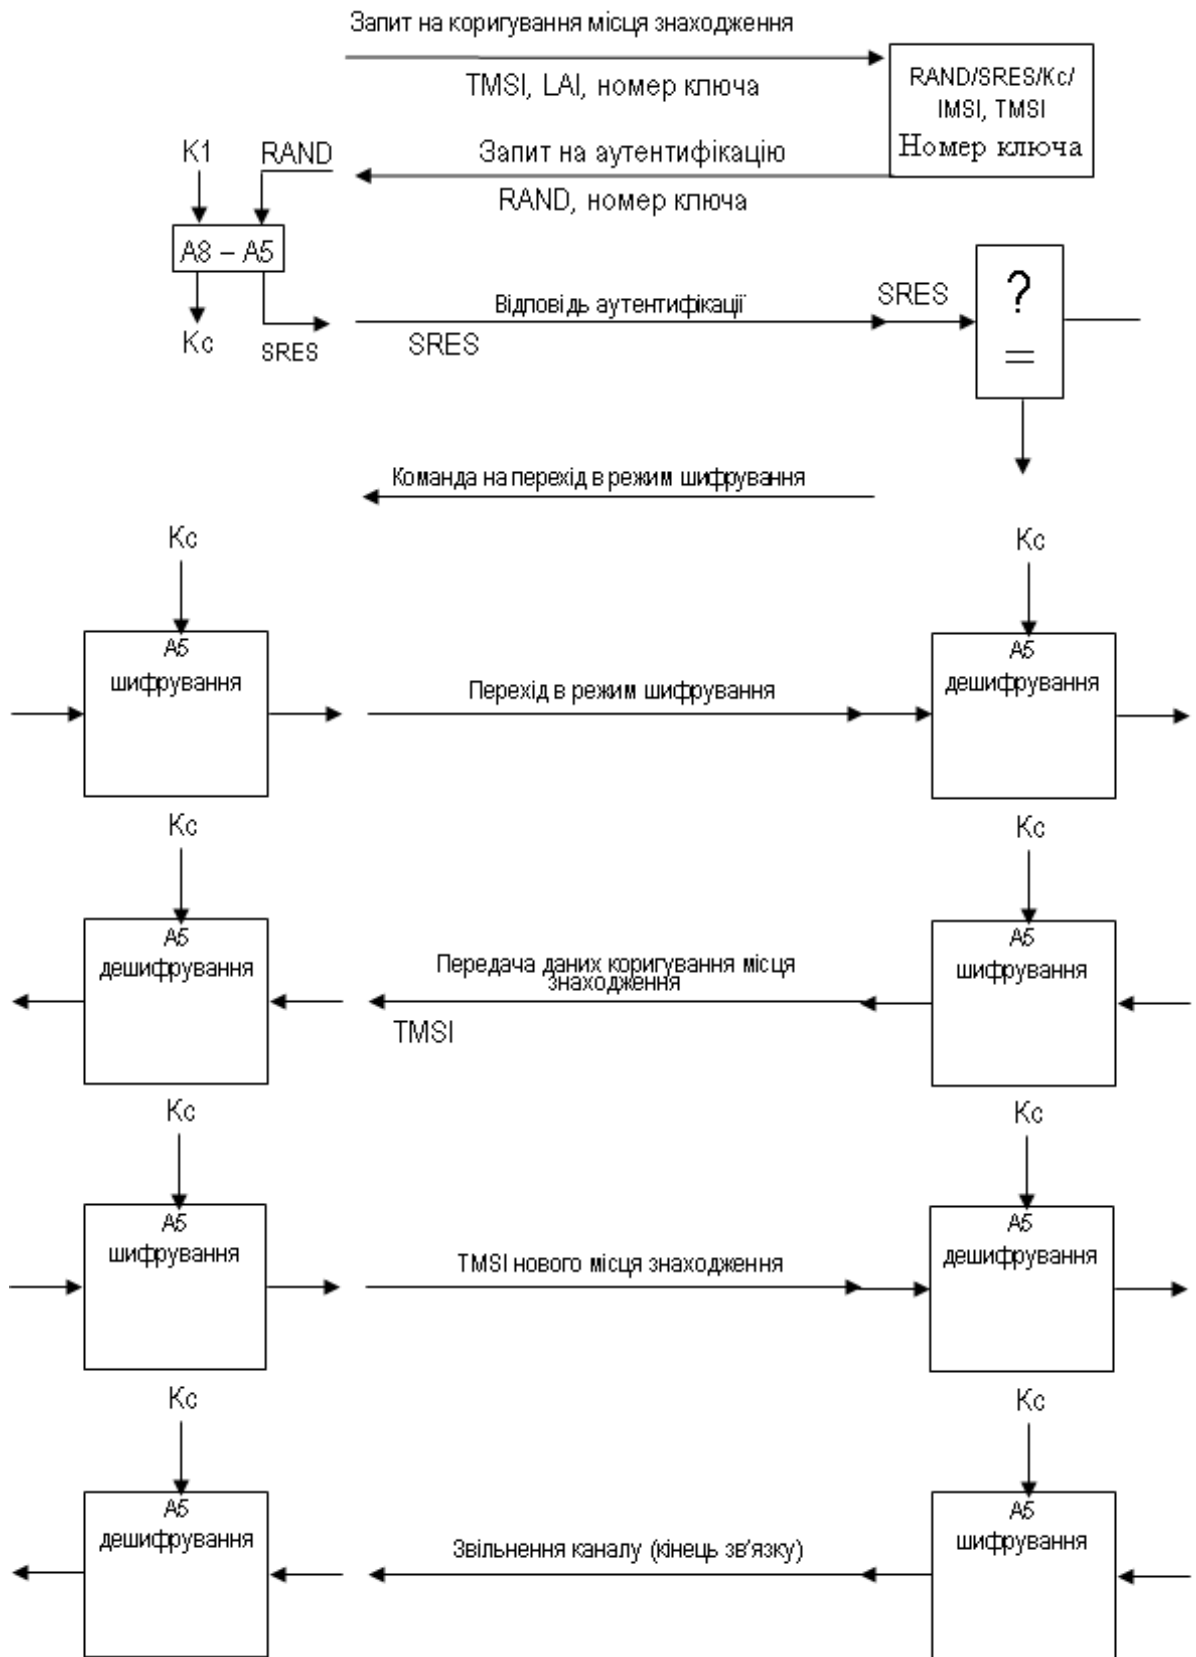 Запит на коригування місця знаходження
TMSI, LAI, номер ключа
RAND/SRES/Kc/
IMSI, TMSI
Номер ключа
K1
RAND
Запит на аутентифікацію
RAND, номер ключа
A8 – A5
Kc
SRES
Відповідь аутентифікації
SRES
SRES
?
=
Команда на перехід в режим шифрування
Kc
Kc
A5
шифрування
Перехід в режим шифрування
A5
дешифрування
Kc
Kc
A5
дешифрування
Передача даних коригування місця
знаходження
TMSI
A5
шифрування
Kc
Kc
A5
шифрування
TMSI нового місця знаходження
A5
дешифрування
Kc
Kc
A5
дешифрування
Звільнення каналу (кінець зв'язку)
A5
шифрування